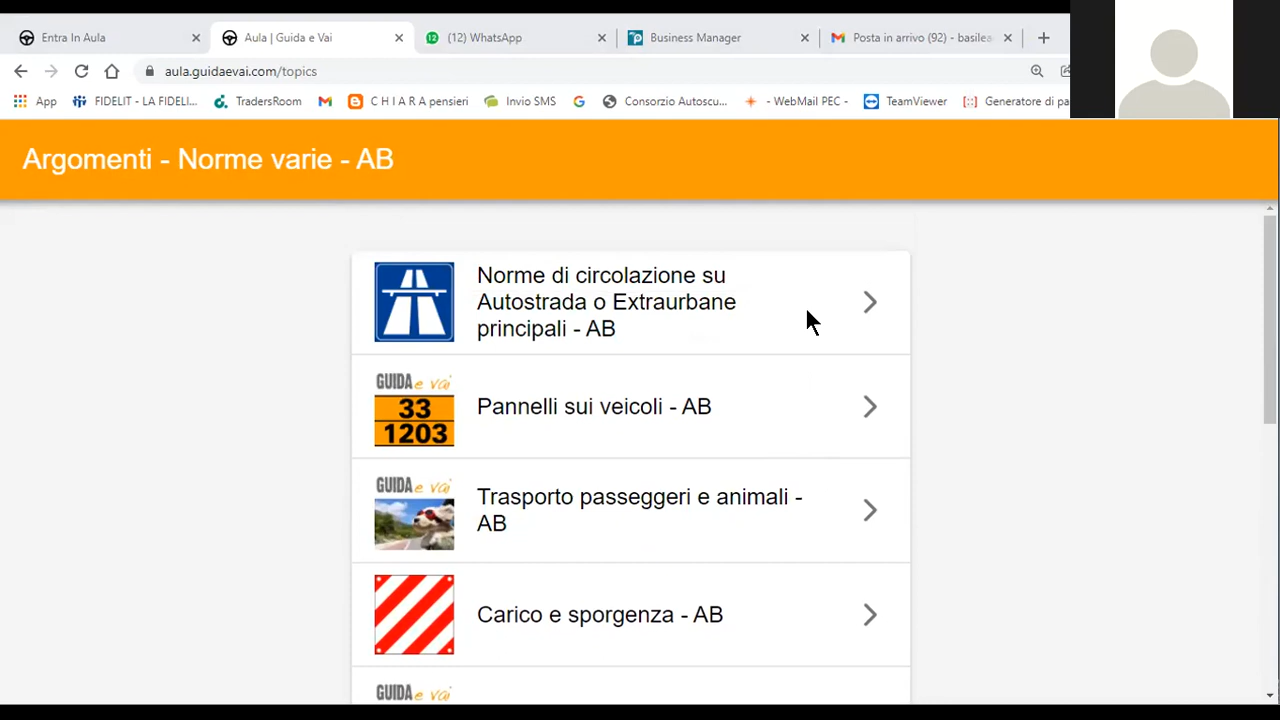 Entra In Aula
Aula | Guida e Vai
(12) WhatsApp
Business Manager
Posta in arrivo (92) - basilea
aula.guidaevai.com/topics
App
FIDELIT - LA FIDELI...
TradersRoom
C H I A R A pensieri
Invio SMS
Consorzio Autoscu...
- WebMail PEC -
TeamViewer
Generatore di pa
Argomenti - Norme varie - AB
Norme di circolazione su
Autostrada o Extraurbane
principali - AB
GUIDA e vai
33
1203
Pannelli sui veicoli - AB
GUIDA e vai
Trasporto passeggeri e animali -
AB
Carico e sporgenza - AB
GUIDA e vai